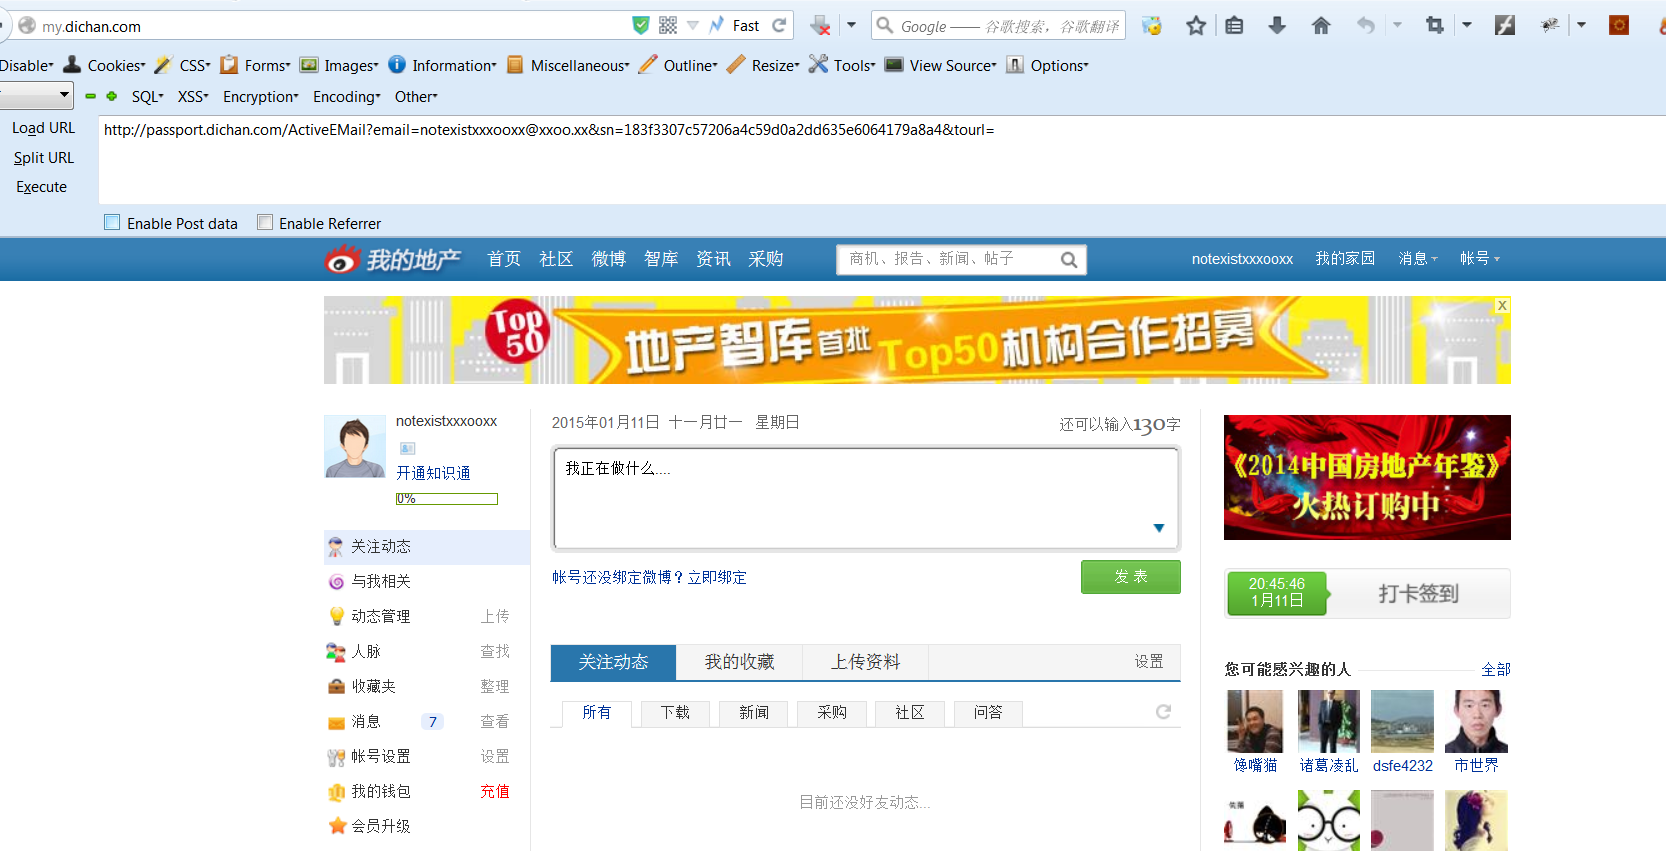 my.dichan.com
Fast
Google —— 谷歌搜索，谷歌翻译
Disable
Cookies
CSS
Forms
Images
Information
Miscellaneous
Outline
Resize
Tools
View Source
Options
SQL
XSS
Encryption
Encoding
Other
Load URL
http://passport.dichan.com/ActiveEMail?email=notexistxxxooxx@xxoo.xx&sn=183f3307c57206a4c59d0a2dd635e6064179a8a4&tourl=
Split URL
Execute
Enable Post data
Enable Referrer
我的地产
首页 社区 微博 智库 资讯 采购
商机、报告、新闻、帖子
notexistxxxooxx 我的家园 消息 帐号
Top 50
地产智库首批Top50机构合作招募
X
notexistxxxooxx
开通知识通
0%
关注动态
与我相关
动态管理 上传
人脉 查找
收藏夹 整理
消息 7 查看
帐号设置 设置
我的钱包 充值
会员升级
2015年01月11日 十一月廿一 星期日
还可以输入130字
我正在做什么....
帐号还没绑定微博？立即绑定
发 表
关注动态 我的收藏 上传资料 设置
所有 下载 新闻 采购 社区 问答
目前还没好友动态...
《2014中国房地产年鉴》
火热订购中
20:45:46
1月11日
打卡签到
您可能感兴趣的人 全部
馋嘴猫 诸葛凌乱 dsfe4232 市世界